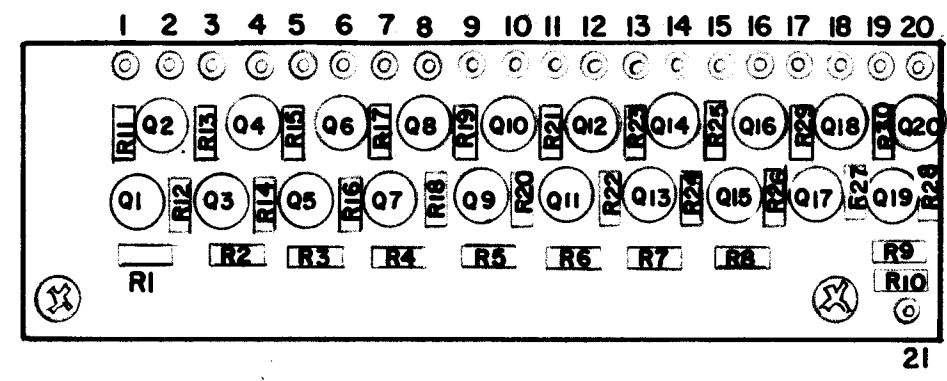 1 2 3 4 5 6 7 8 9 10 11 12 13 14 15 16 17 18 19 20
R11 Q2 R13 Q4 R15 Q6 R17 Q8 R19 Q10 R21 Q12 R23 Q14 R25 Q16 R29 Q18 R30 Q20
Q1 R12 Q3 R14 Q5 R16 Q7 R18 Q9 R20 Q11 R22 Q13 R24 Q15 R26 Q17 R27 Q19 R28
R2 R3 R4 R5 R6 R7 R8 R9
R1 R10
21